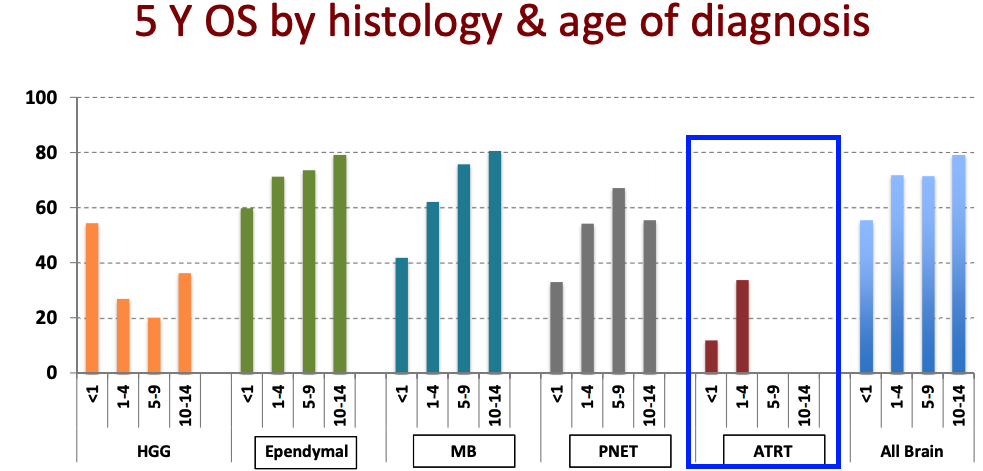 5 Y OS by histology & age of diagnosis
100
80
60
40
20
0
<1 1-4 5-9 10-14 <1 1-4 5-9 10-14 <1 1-4 5-9 10-14 <1 1-4 5-9 10-14 <1 1-4 5-9 10-14 <1 1-4 5-9 10-14
HGG Ependymal MB PNET ATRT All Brain